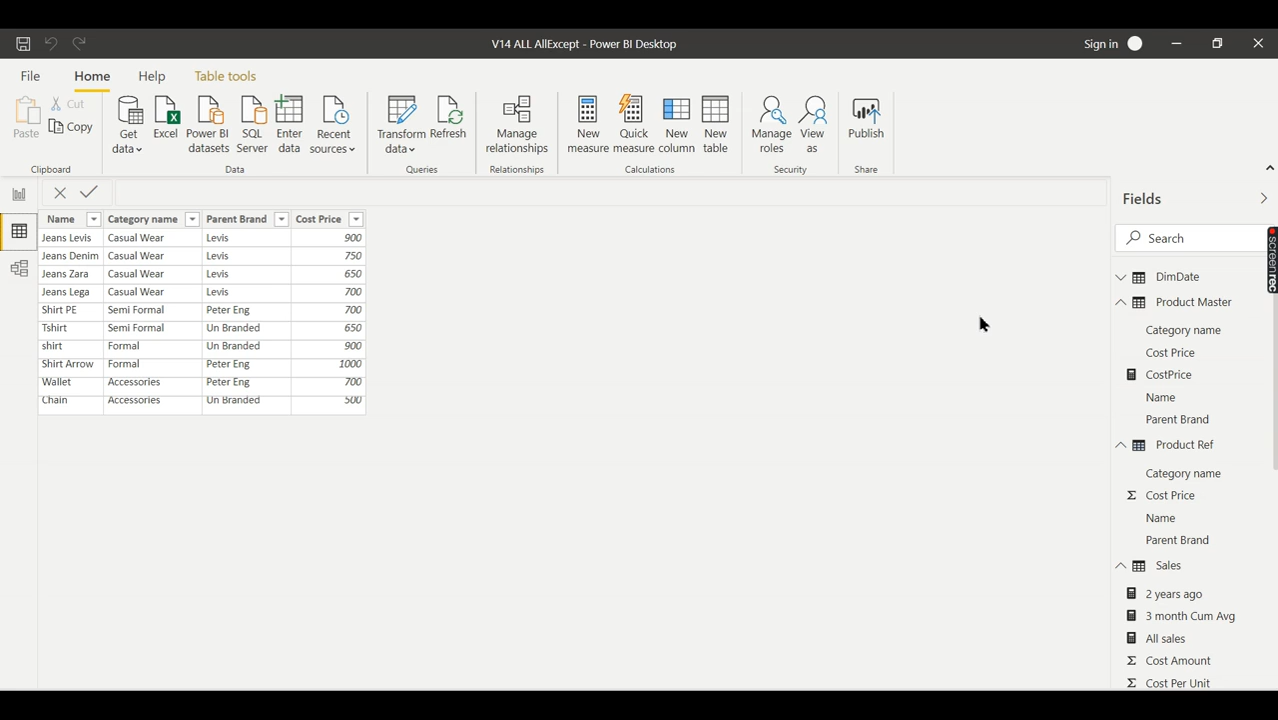 V14 ALL AllExcept - Power BI Desktop
Sign in
File Home Help Table tools
Paste
Cut
Copy
Get data
Excel
Power BI datasets
SQL Server
Enter data
Recent sources
Transform data
Refresh
Manage relationships
New measure
Quick measure
New column
New table
Manage roles
View as
Publish
Clipboard Data Queries Relationships Calculations Security Share
Name Category name Parent Brand Cost Price
Jeans Levis Casual Wear Levis 900
Jeans Denim Casual Wear Levis 750
Jeans Zara Casual Wear Levis 650
Jeans Lega Casual Wear Levis 700
Shirt PE Semi Formal Peter Eng 700
Tshirt Semi Formal Un Branded 650
shirt Formal Un Branded 900
Shirt Arrow Formal Peter Eng 1000
Wallet Accessories Peter Eng 700
Chain Accessories Un Branded 500
Fields
Search
screenrec
DimDate
Product Master
Category name
Cost Price
CostPrice
Name
Parent Brand
Product Ref
Category name
Σ Cost Price
Name
Parent Brand
Sales
2 years ago
3 month Cum Avg
All sales
Σ Cost Amount
Σ Cost Per Unit